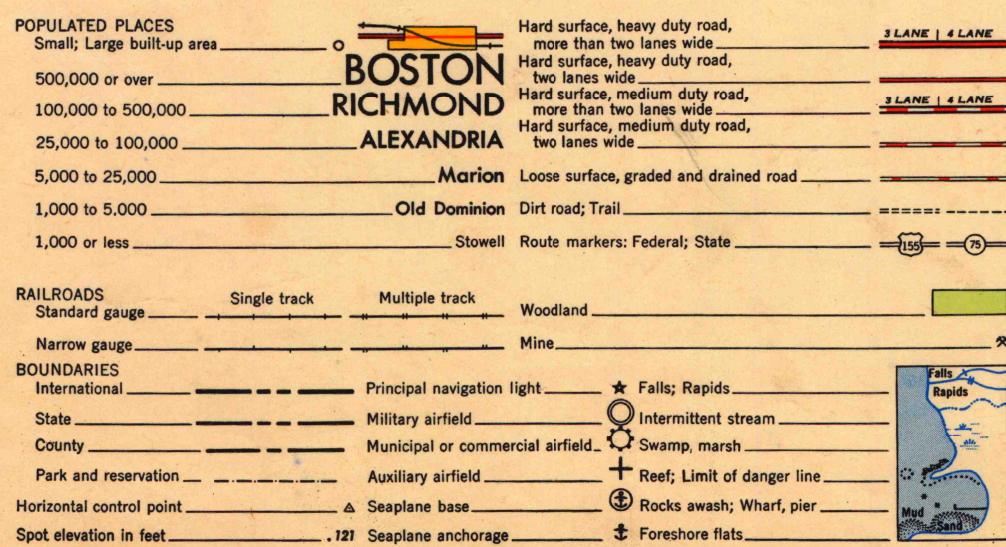 POPULATED PLACES
Small; Large built-up area
500,000 or over BOSTON
100,000 to 500,000 RICHMOND
25,000 to 100,000 ALEXANDRIA
5,000 to 25,000 Marion
1,000 to 5,000 Old Dominion
1,000 or less Stowell
Hard surface, heavy duty road,
more than two lanes wide 3 LANE | 4 LANE
Hard surface, heavy duty road,
two lanes wide
Hard surface, medium duty road,
more than two lanes wide 3 LANE | 4 LANE
Hard surface, medium duty road,
two lanes wide
Loose surface, graded and drained road
Dirt road; Trail
Route markers: Federal; State 155 75
RAILROADS Single track Multiple track
Standard gauge
Narrow gauge
Woodland
Mine
BOUNDARIES
International
State
County
Park and reservation
Horizontal control point
Spot elevation in feet .121
Principal navigation light
Military airfield
Municipal or commercial airfield
Auxiliary airfield
Seaplane base
Seaplane anchorage
Falls; Rapids
Intermittent stream
Swamp, marsh
Reef; Limit of danger line
Rocks awash; Wharf, pier
Foreshore flats
Falls
Rapids
Mud
Sand